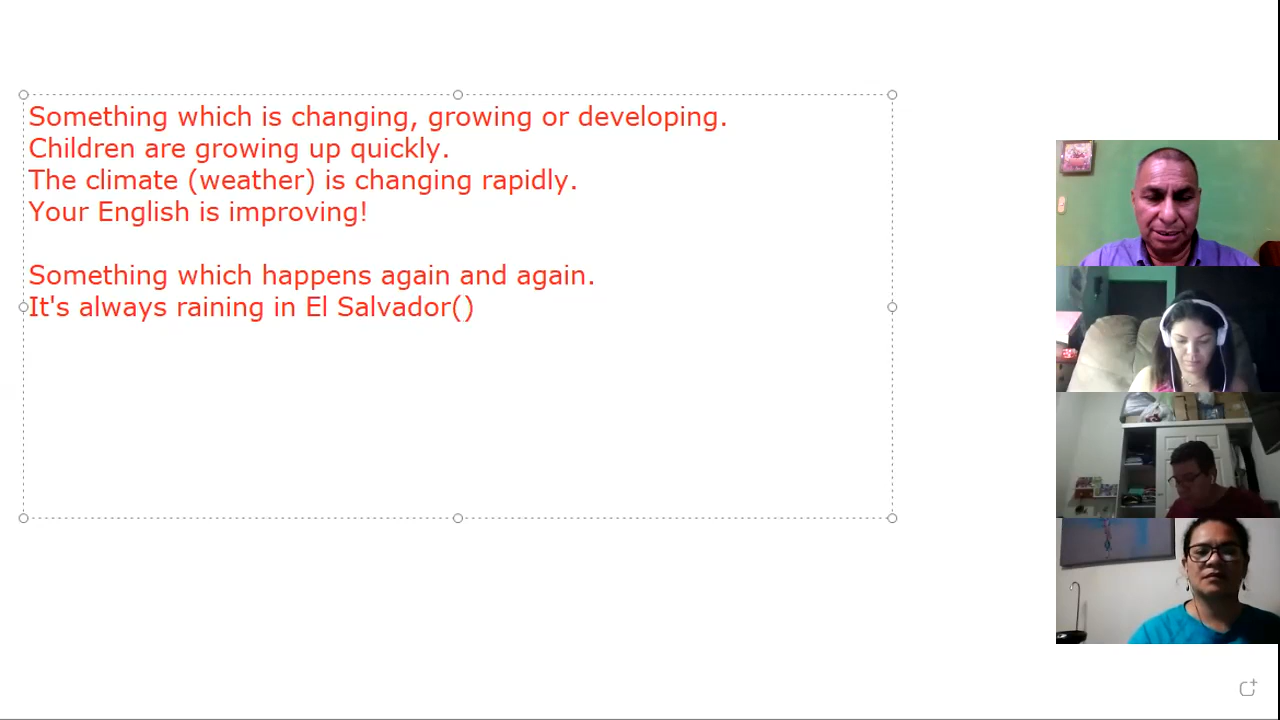 Something which is changing, growing or developing.
Children are growing up quickly.
The climate (weather) is changing rapidly.
Your English is improving!
Something which happens again and again.
It's always raining in El Salvador()